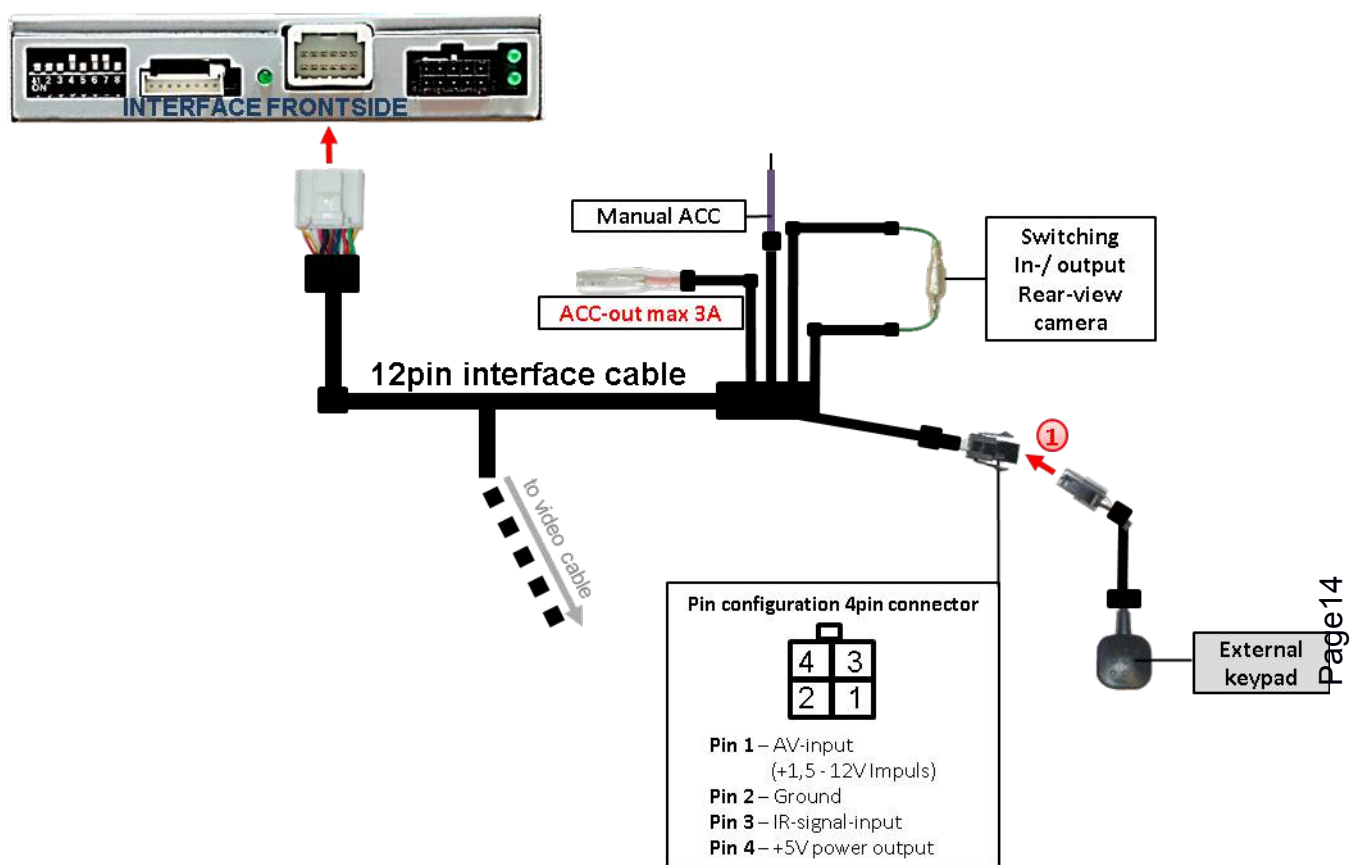 1 2 3 4 5 6 7 8
ON
INTERFACE FRONTSIDE
Manual ACC
ACC-out max 3A
Switching
In-/ output
Rear-view
camera
12pin interface cable
1
to video cable
Pin configuration 4pin connector
4 3
2 1
Pin 1 – AV-input
(+1,5 - 12V Impuls)
Pin 2 – Ground
Pin 3 – IR-signal-input
Pin 4 – +5V power output
External
keypad
Page14